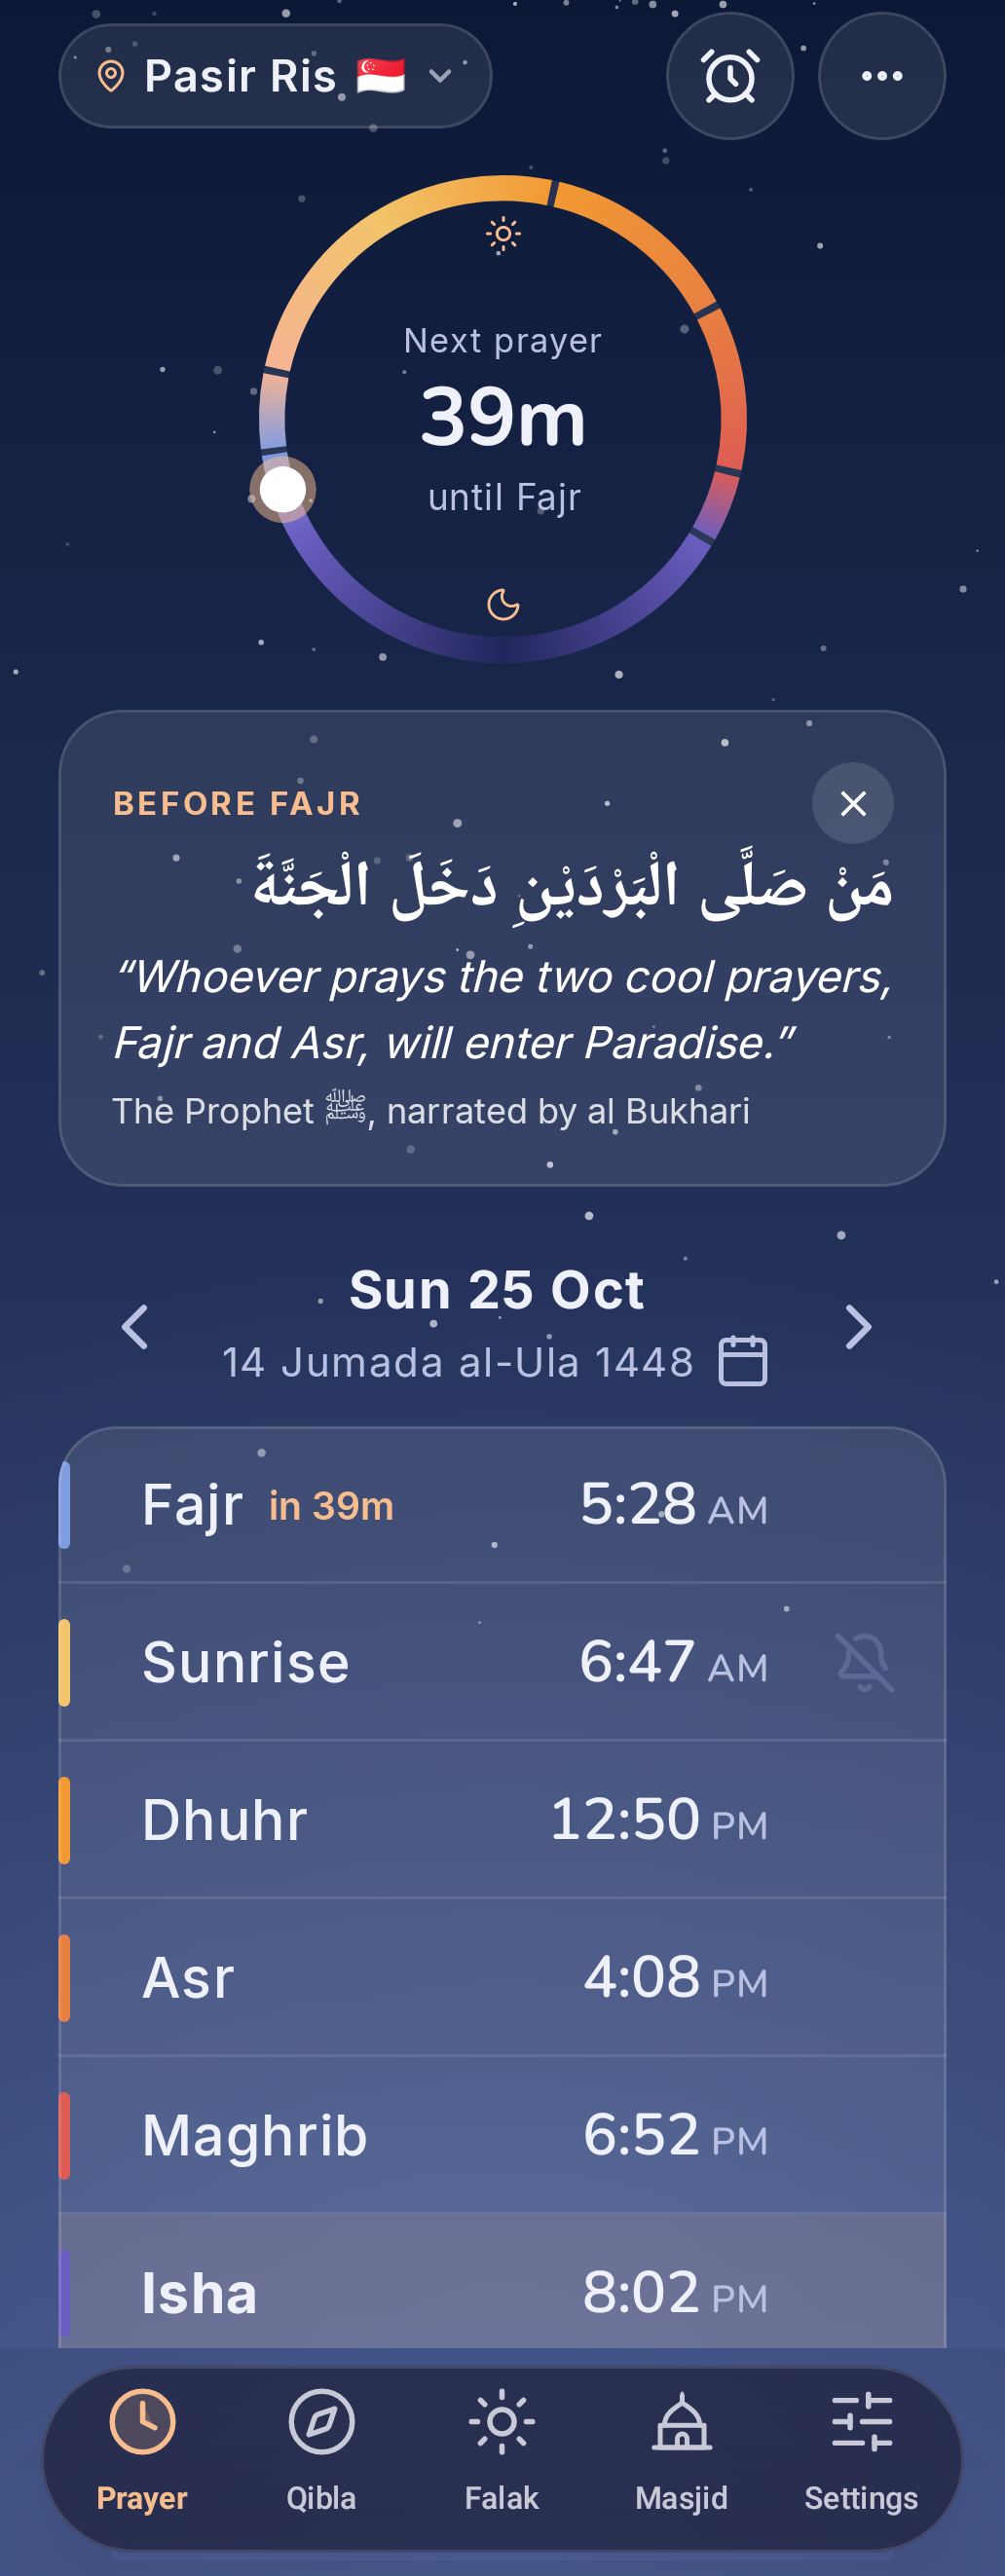 Pasir Ris
Next prayer
39m
until Fajr
BEFORE FAJR
مَنْ صَلَّى الْبَرْدَيْنِ دَخَلَ الْجَنَّةَ
“Whoever prays the two cool prayers,
Fajr and Asr, will enter Paradise.”
The Prophet ﷺ, narrated by al Bukhari
Sun 25 Oct
14 Jumada al-Ula 1448
Fajr in 39m 5:28 AM
Sunrise 6:47 AM
Dhuhr 12:50 PM
Asr 4:08 PM
Maghrib 6:52 PM
Isha 8:02 PM
Prayer Qibla Falak Masjid Settings